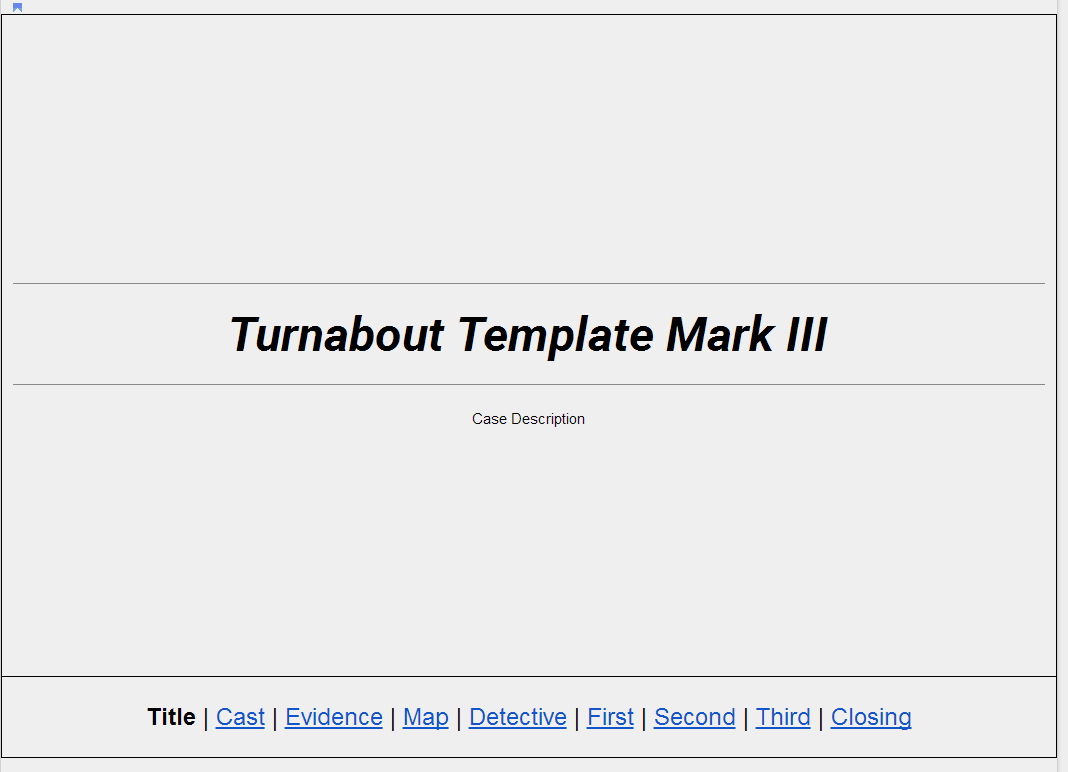 Turnabout Template Mark III
Case Description
Title | Cast | Evidence | Map | Detective | First | Second | Third | Closing